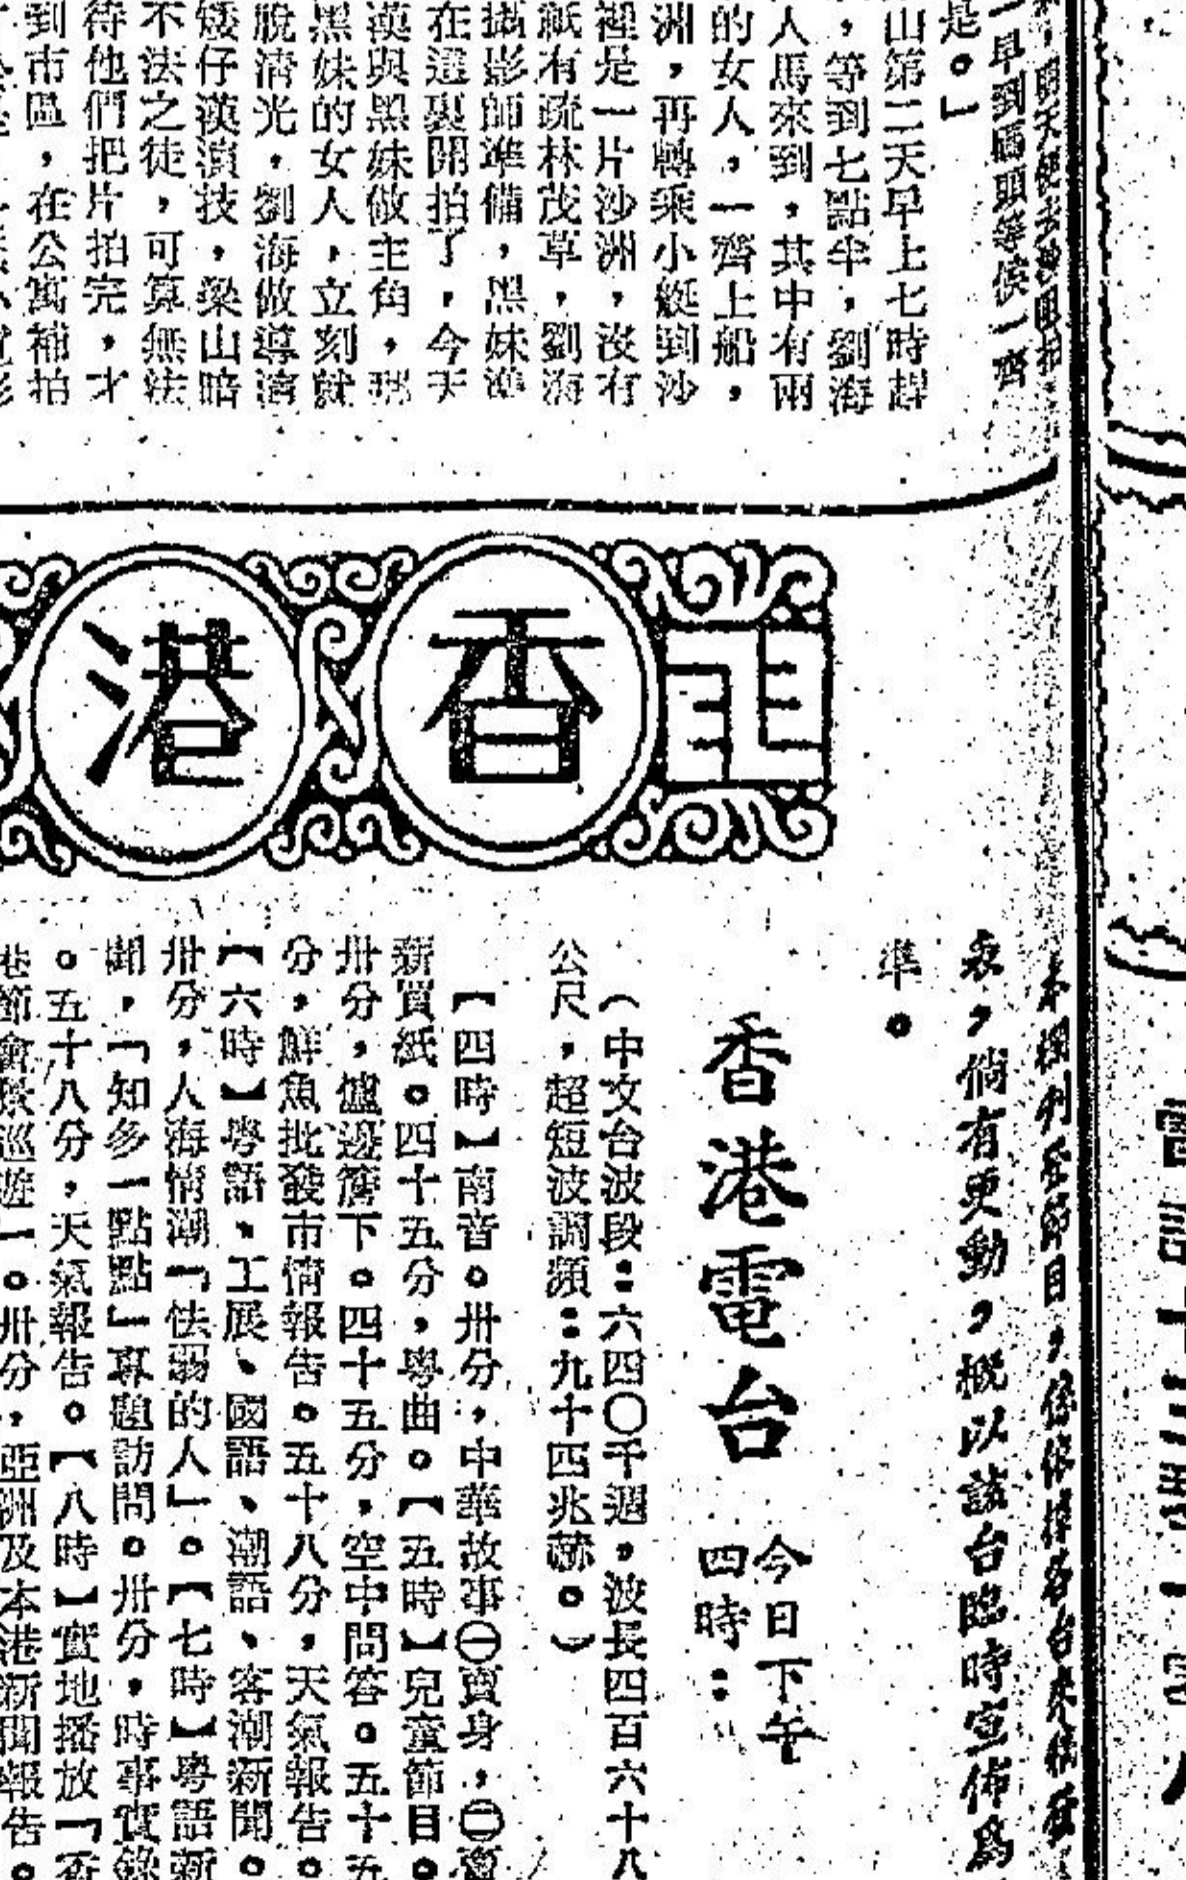 一早到區頭等候一齊
是。」
山第二天早上七時趕
,等到七點半,劉海
人馬來到,其中有兩
的女人,一齊上船,
洲,再轉乘小艇到沙
裡是一片沙洲,沒有
紙有疏林茂草,劉海
攝影師準備,黑妹準
在這裏開拍了,今天
漢與黑妹做主角,
黑妹的女人,立刻就
脫淸光,劉海做導演
矮仔漢演技,梁山暗
不法之徒,可算無法
待他們把片拍完,才
到市區,在公寓補拍
香港
本欄刊登節目,係依據各台來稿發
表,倘有更動,概以該台臨時宣佈爲
準。
香港電台 今日下午四時:
(中文台波段:六四〇千週,波長四百六十八
公尺,超短波調頻:九十四兆赫。)
【四時】南音。卅分,中華故事㊀賣身,㊁賣
新買紙。四十五分,粵曲。【五時】兒童節目。
卅分,爐邊簷下。四十五分,空中問答。五十五
分,鮮魚批發市情報告。五十八分,天氣報告。
【六時】粵語、工展、國語、潮語、客潮新聞。
卅分,人海情潮「怯弱的人」。【七時】粵語新
聞,「知多一點點」專題訪問。卅分,時事實錄
。五十八分,天氣報告。【八時】實地播放「香
港節會景巡遊」。卅分,亞洲及本港新聞報告。